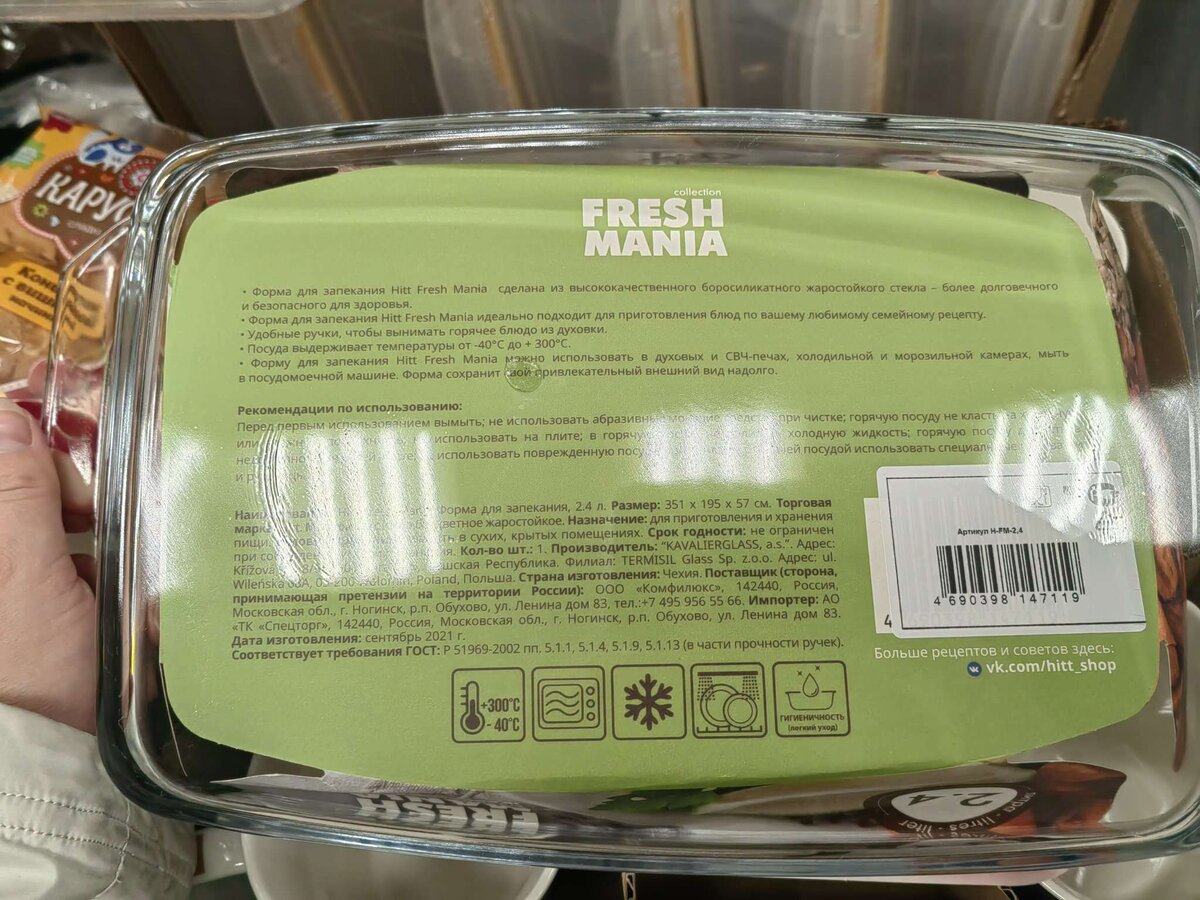 collection
FRESH
MANIA
КАРУС
• Форма для запекания Hitt Fresh Mania сделана из высококачественного боросиликатного жаростойкого стекла – более долговечного
и безопасного для здоровья.
• Форма для запекания Hitt Fresh Mania идеально подходит для приготовления блюд по вашему любимому семейному рецепту.
• Удобные ручки, чтобы вынимать горячее блюдо из духовки.
• Посуда выдерживает температуры от -40°C до + 300°C.
• Форму для запекания Hitt Fresh Mania можно использовать в духовых и СВЧ-печах, холодильной и морозильной камерах, мыть
в посудомоечной машине. Форма сохранит свой привлекательный внешний вид надолго.
Рекомендации по использованию:
Перед первым использованием вымыть; не использовать абразивные при чистке; горячую посуду не класть
или использовать на плите; в горячую холодную жидкость; горячую
использовать поврежденную посуду посудой использовать
Форма для запекания, 2.4 л. Размер: 351 x 195 x 57 см. Торговая
жаростойкое. Назначение: для приготовления и хранения
пищи. в сухих, крытых помещениях. Срок годности: не ограничен
при Кол-во шт.: 1. Производитель: “KAVALIERGLASS, a.s.”. Адрес:
Křížova Республика. Филиал: TERMISIL Glass Sp. z.o.o. Адрес: ul.
Wileńska Poland, Польша. Страна изготовления: Чехия. Поставщик (сторона,
принимающая претензии на территории России): ООО «Комфилюкс», 142440, Россия,
Московская обл., г. Ногинск, р.п. Обухово, ул. Ленина дом 83, тел.:+7 495 956 55 66. Импортер: АО
«ТК «Спецторг», 142440, Россия, Московская обл., г. Ногинск, р.п. Обухово, ул. Ленина дом 83.
Дата изготовления: сентябрь 2021 г.
Соответствует требования ГОСТ: Р 51969-2002 пп. 5.1.1, 5.1.4, 5.1.9, 5.1.13 (в части прочности ручек).
Артикул H-FM-2,4
4 690398 147119
Больше рецептов и советов здесь:
vk.com/hitt_shop
+300°C
- 40°C
ГИГИЕНИЧНОСТЬ
(легкий уход)
FRESH
2.4
литра · litres · liter